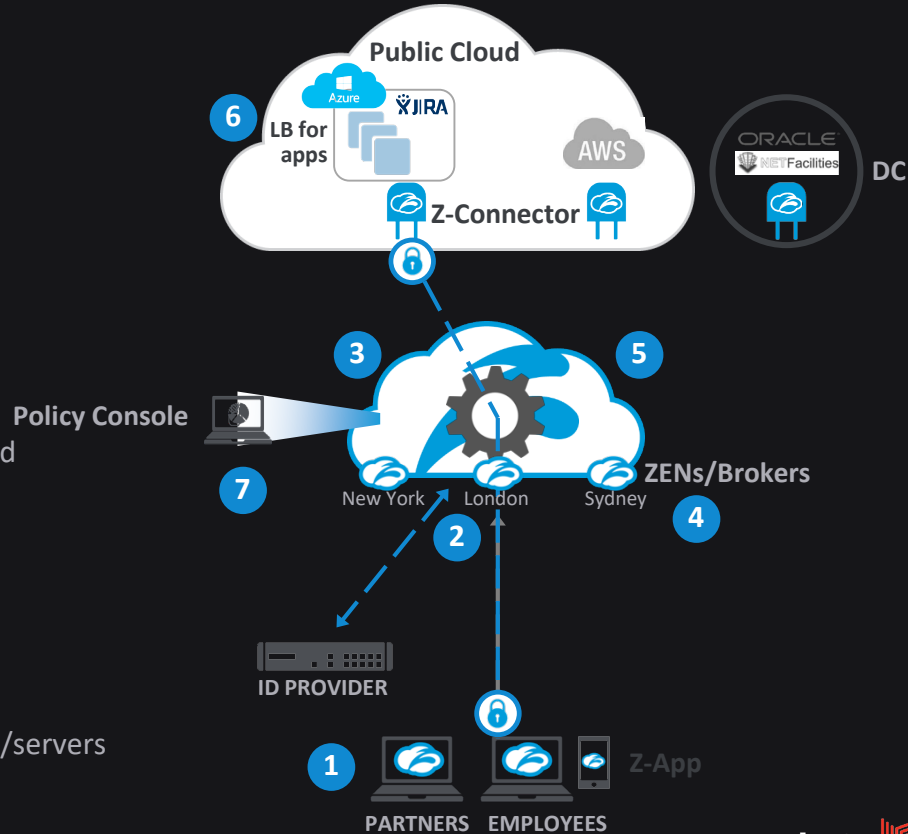 Public Cloud
Azure
JIRA
6
LB for
apps
AWS
ORACLE
NETFacilities
DC
Z-Connector
3
5
Policy Console
d
7
ZENs/Brokers
New York
London
Sydney
2
4
ID PROVIDER
/servers
1
Z-App
PARTNERS
EMPLOYEES